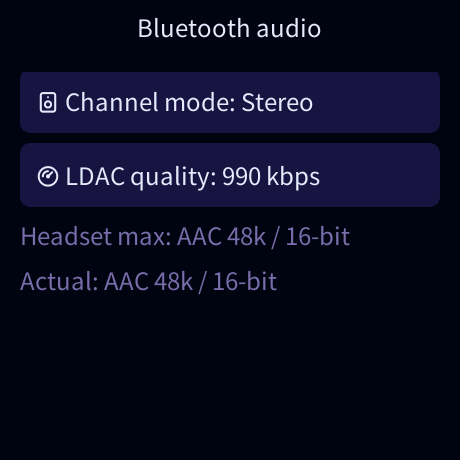 Bluetooth audio
Channel mode: Stereo
LDAC quality: 990 kbps
Headset max: AAC 48k / 16-bit
Actual: AAC 48k / 16-bit